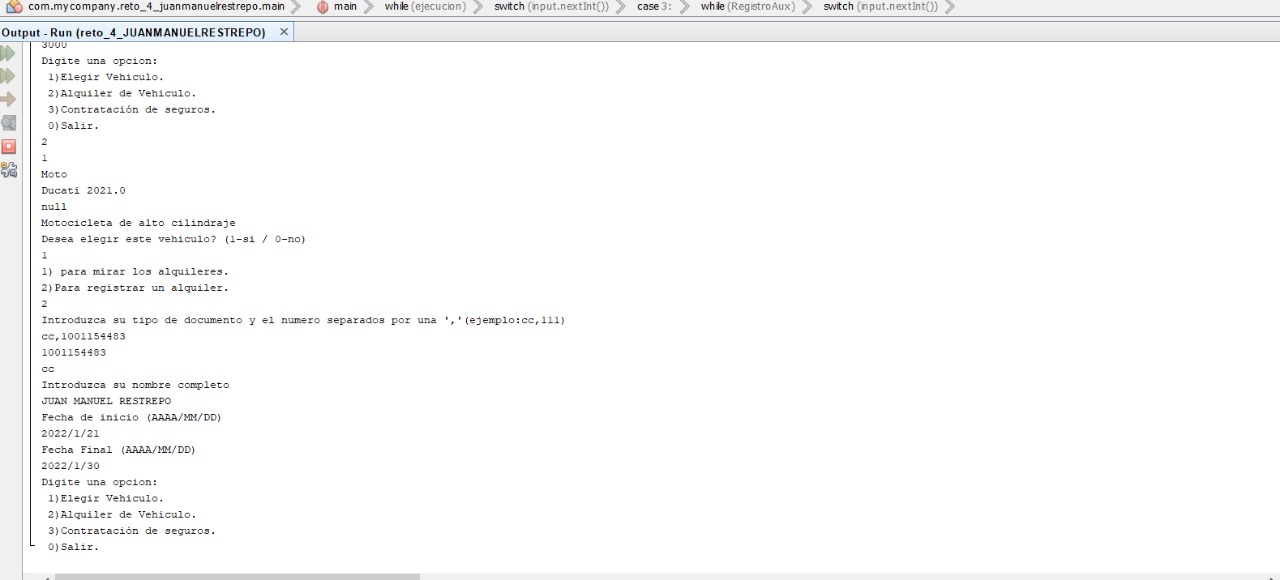 com.mycompany.reto_4_juanmanuelrestrepo.main main while (ejecucion) switch (input.nextInt()) case 3: while (RegistroAux) switch (input.nextInt())
Output - Run (reto_4_JUANMANUELRESTREPO) ×
3000
Digite una opcion:
1)Elegir Vehiculo.
2)Alquiler de Vehiculo.
3)Contratación de seguros.
0)Salir.
2
1
Moto
Ducati 2021.0
null
Motocicleta de alto cilindraje
Desea elegir este vehiculo? (1-si / 0-no)
1
1) para mirar los alquileres.
2)Para registrar un alquiler.
2
Introduzca su tipo de documento y el numero separados por una ','(ejemplo:cc,111)
cc,1001154483
1001154483
cc
Introduzca su nombre completo
JUAN MANUEL RESTREPO
Fecha de inicio (AAAA/MM/DD)
2022/1/21
Fecha Final (AAAA/MM/DD)
2022/1/30
Digite una opcion:
1)Elegir Vehiculo.
2)Alquiler de Vehiculo.
3)Contratación de seguros.
0)Salir.